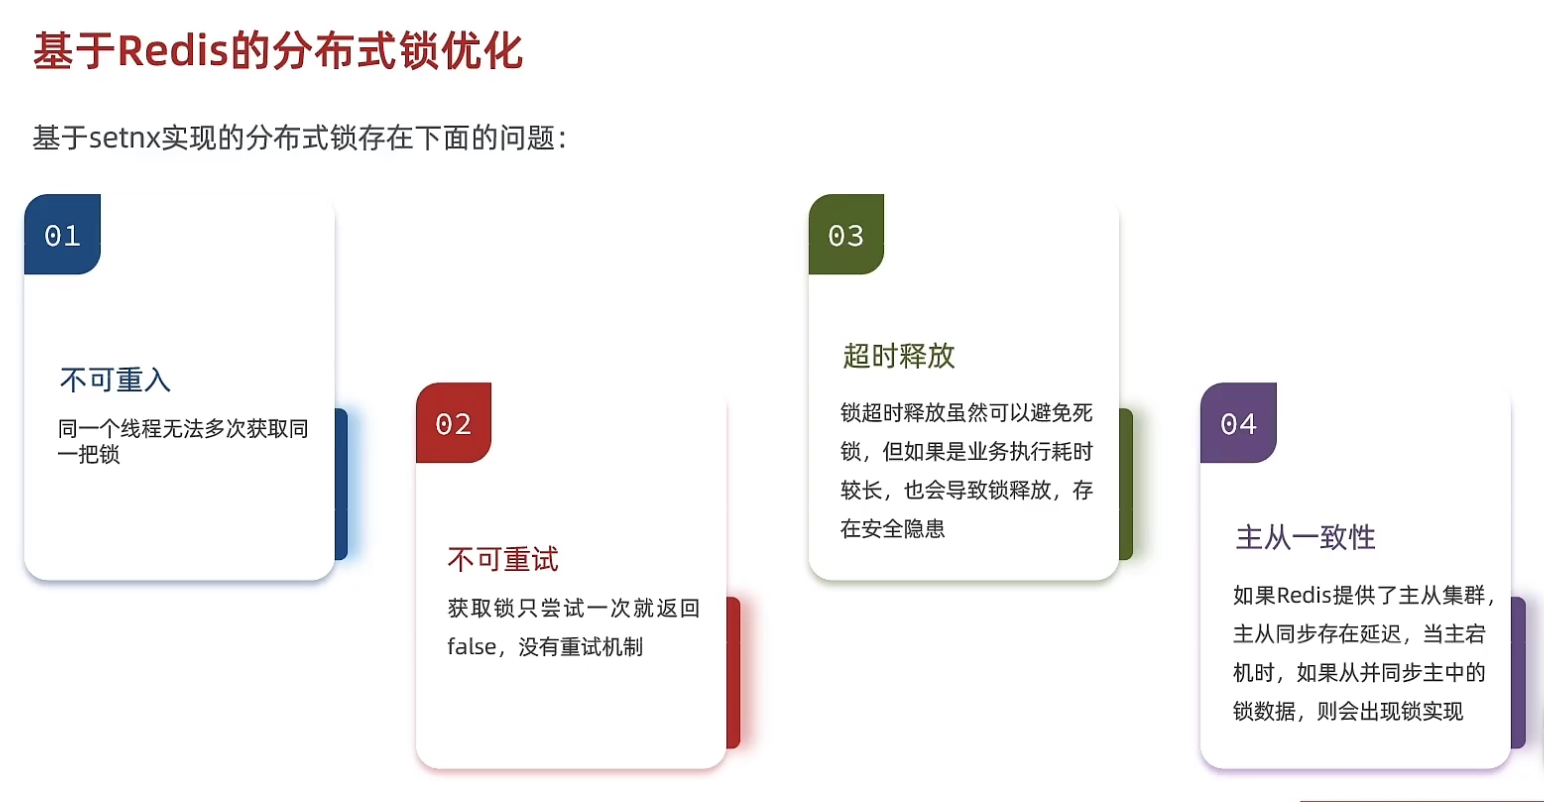 基于Redis的分布式锁优化
基于setnx实现的分布式锁存在下面的问题：
01
不可重入
同一个线程无法多次获取同
一把锁
02
不可重试
获取锁只尝试一次就返回
false，没有重试机制
03
超时释放
锁超时释放虽然可以避免死
锁，但如果是业务执行耗时
较长，也会导致锁释放，存
在安全隐患
04
主从一致性
如果Redis提供了主从集群，
主从同步存在延迟，当主宕
机时，如果从并同步主中的
锁数据，则会出现锁实现